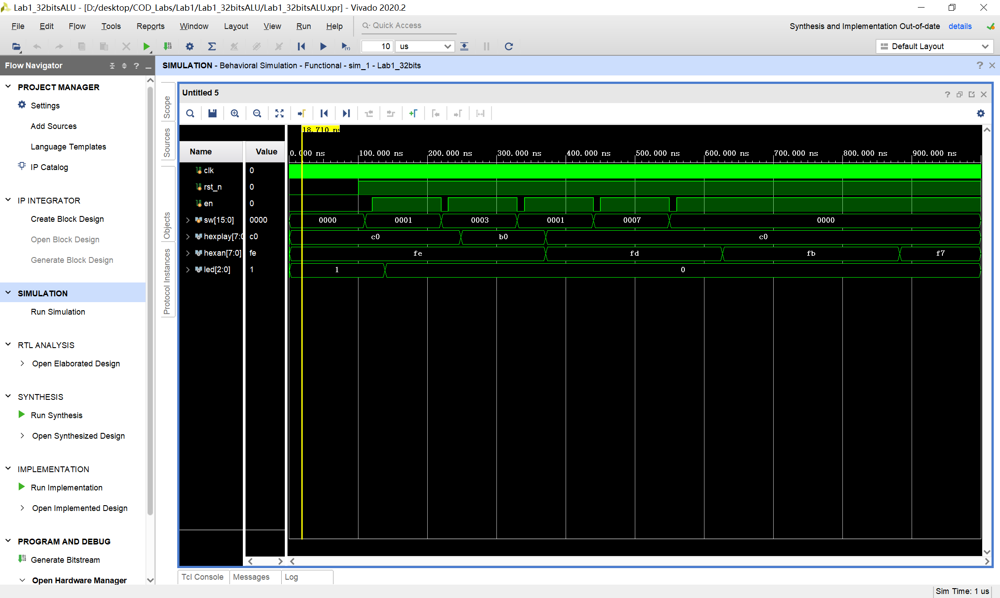 Lab1_32bitsALU - [D:/desktop/COD_Labs/Lab1/Lab1_32bitsALU/Lab1_32bitsALU.xpr] - Vivado 2020.2
File Edit Flow Tools Reports Window Layout View Run Help Quick Access Synthesis and Implementation Out-of-date details
10 us Default Layout
Flow Navigator
SIMULATION - Behavioral Simulation - Functional - sim_1 - Lab1_32bits
PROJECT MANAGER
Settings
Add Sources
Language Templates
IP Catalog
IP INTEGRATOR
Create Block Design
Open Block Design
Generate Block Design
SIMULATION
Run Simulation
RTL ANALYSIS
Open Elaborated Design
SYNTHESIS
Run Synthesis
Open Synthesized Design
IMPLEMENTATION
Run Implementation
Open Implemented Design
PROGRAM AND DEBUG
Generate Bitstream
Open Hardware Manager
Scope
Sources
Objects
Protocol Instances
Untitled 5
18.710 ns
Name Value 0.000 ns 100.000 ns 200.000 ns 300.000 ns 400.000 ns 500.000 ns 600.000 ns 700.000 ns 800.000 ns 900.000 ns
clk 0
rst_n 0
en 0
sw[15:0] 0000 0000 0001 0003 0001 0007 0000
hexplay[7:0 c0 c0 b0 c0
hexan[7:0] fe fe fd fb f7
led[2:0] 1 1 0
Tcl Console Messages Log
Sim Time: 1 us